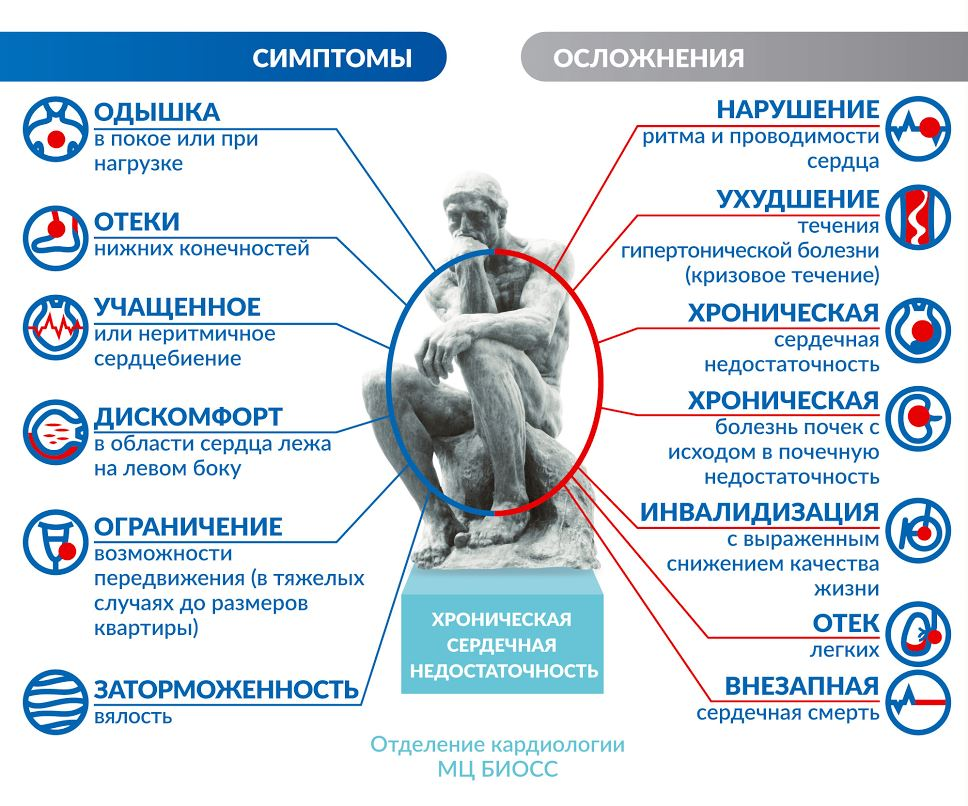 СИМПТОМЫ
ОДЫШКА
в покое или при
нагрузке
ОТЕКИ
нижних конечностей
УЧАЩЕННОЕ
или неритмичное
сердцебиение
ДИСКОМФОРТ
в области сердца лежа
на левом боку
ОГРАНИЧЕНИЕ
возможности
передвижения (в тяжелых
случаях до размеров
квартиры)
ЗАТОРМОЖЕННОСТЬ
вялость
ОСЛОЖНЕНИЯ
НАРУШЕНИЕ
ритма и проводимости
сердца
УХУДШЕНИЕ
течения
гипертонической болезни
(кризовое течение)
ХРОНИЧЕСКАЯ
сердечная
недостаточность
ХРОНИЧЕСКАЯ
болезнь почек с
исходом в почечную
недостаточность
ИНВАЛИДИЗАЦИЯ
с выраженным
снижением качества
жизни
ОТЕК
легких
ВНЕЗАПНАЯ
сердечная смерть
ХРОНИЧЕСКАЯ
СЕРДЕЧНАЯ
НЕДОСТАТОЧНОСТЬ
Отделение кардиологии
МЦ БИОСС